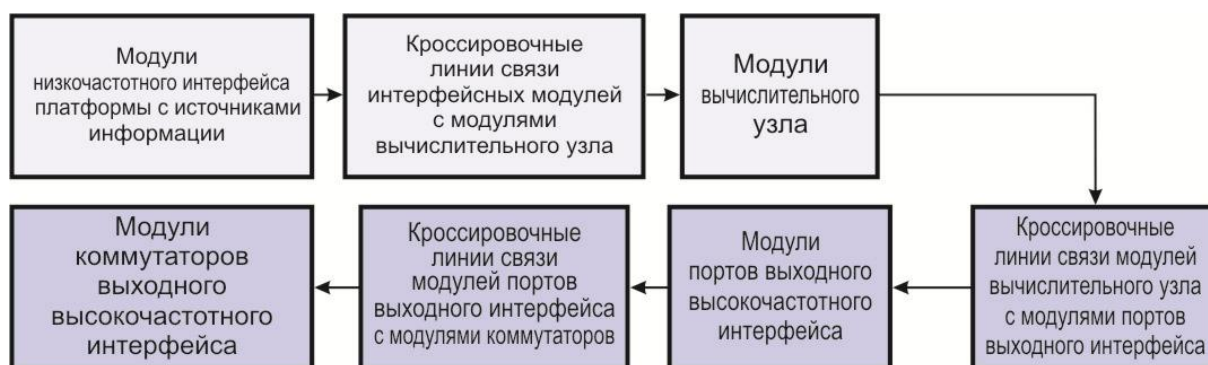 Модули
низкочастотного интерфейса
платформы с источниками
информации
Кроссировочные
линии связи
интерфейсных модулей
с модулями
вычислительного узла
Модули
вычислительного
узла
Кроссировочные
линии связи модулей
вычислительного узла
с модулями портов
выходного интерфейса
Модули
портов выходного
высокочастотного
интерфейса
Кроссировочные
линии связи
модулей портов
выходного интерфейса
с модулями коммутаторов
Модули
коммутаторов
выходного
высокочастотного
интерфейса